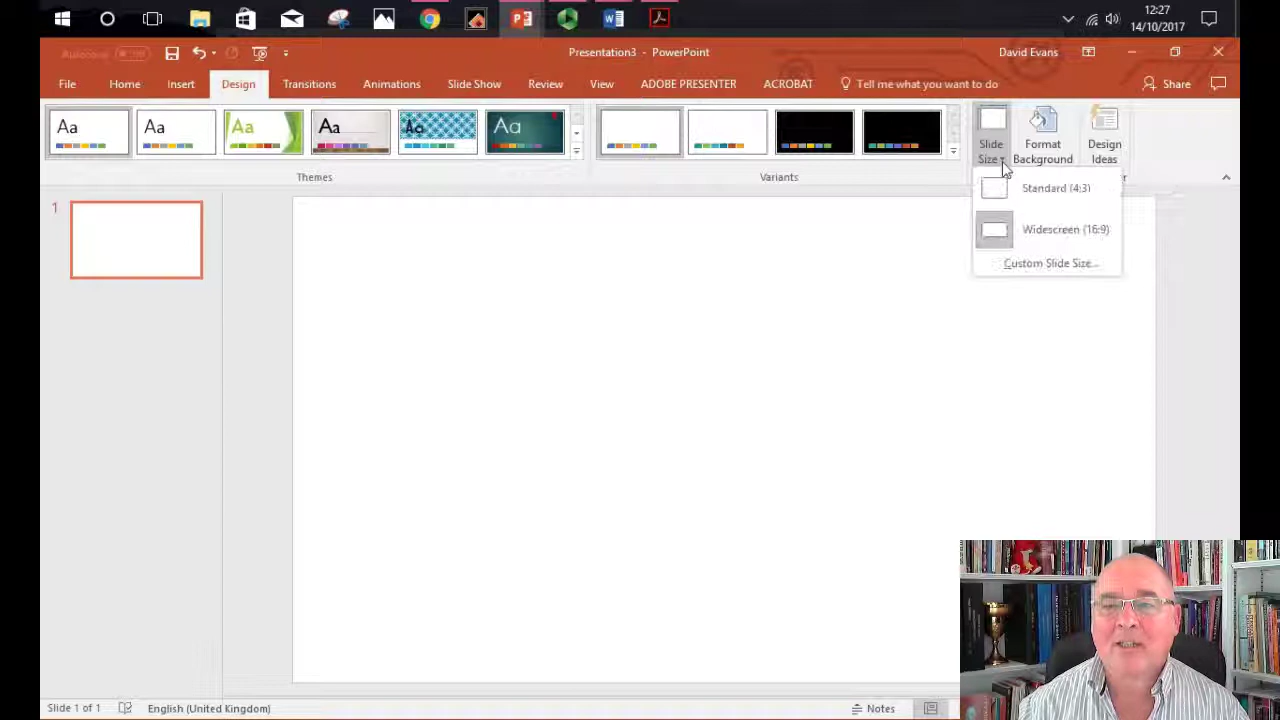 12:27
14/10/2017
AutoSave Off
Presentation3 - PowerPoint
David Evans
File Home Insert Design Transitions Animations Slide Show Review View ADOBE PRESENTER ACROBAT Tell me what you want to do Share
Aa Aa Aa Aa Aa Aa
Slide Size
Format Background
Design Ideas
Themes
Variants
r
Standard (4:3)
Widescreen (16:9)
Custom Slide Size...
1
Slide 1 of 1
English (United Kingdom)
Notes